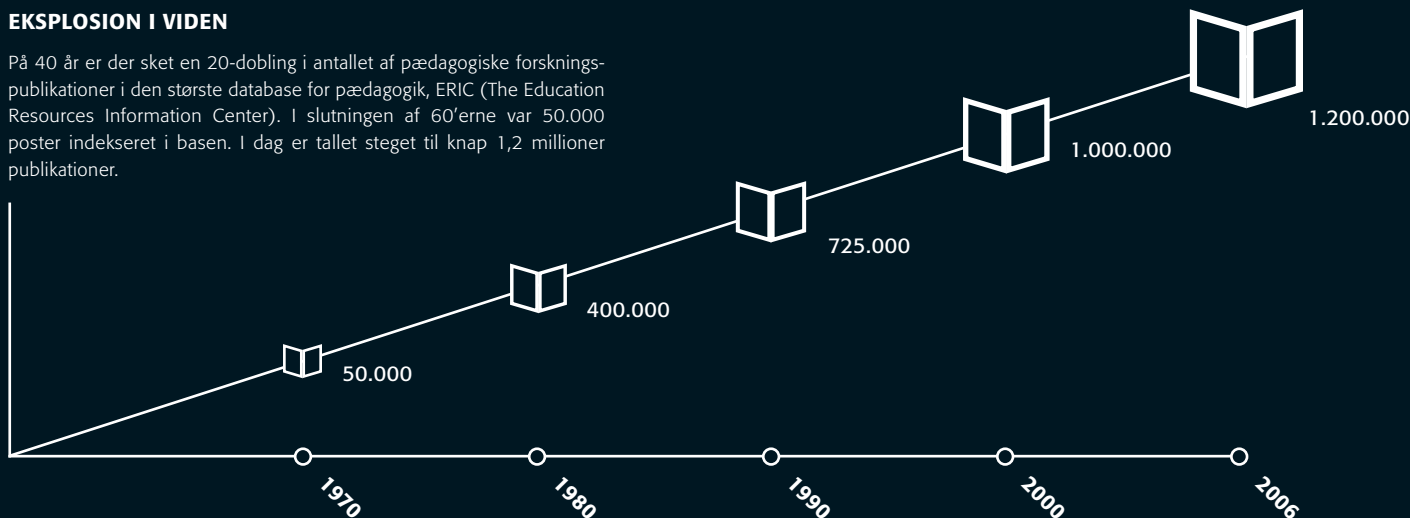 EKSPLOSION I VIDEN
På 40 år er der sket en 20-dobling i antallet af pædagogiske forsknings-
publikationer i den største database for pædagogik, ERIC (The Education
Resources Information Center). I slutningen af 60’erne var 50.000
poster indekseret i basen. I dag er tallet steget til knap 1,2 millioner
publikationer.
1.200.000
1.000.000
725.000
400.000
50.000
1970
1980
1990
2000
2006